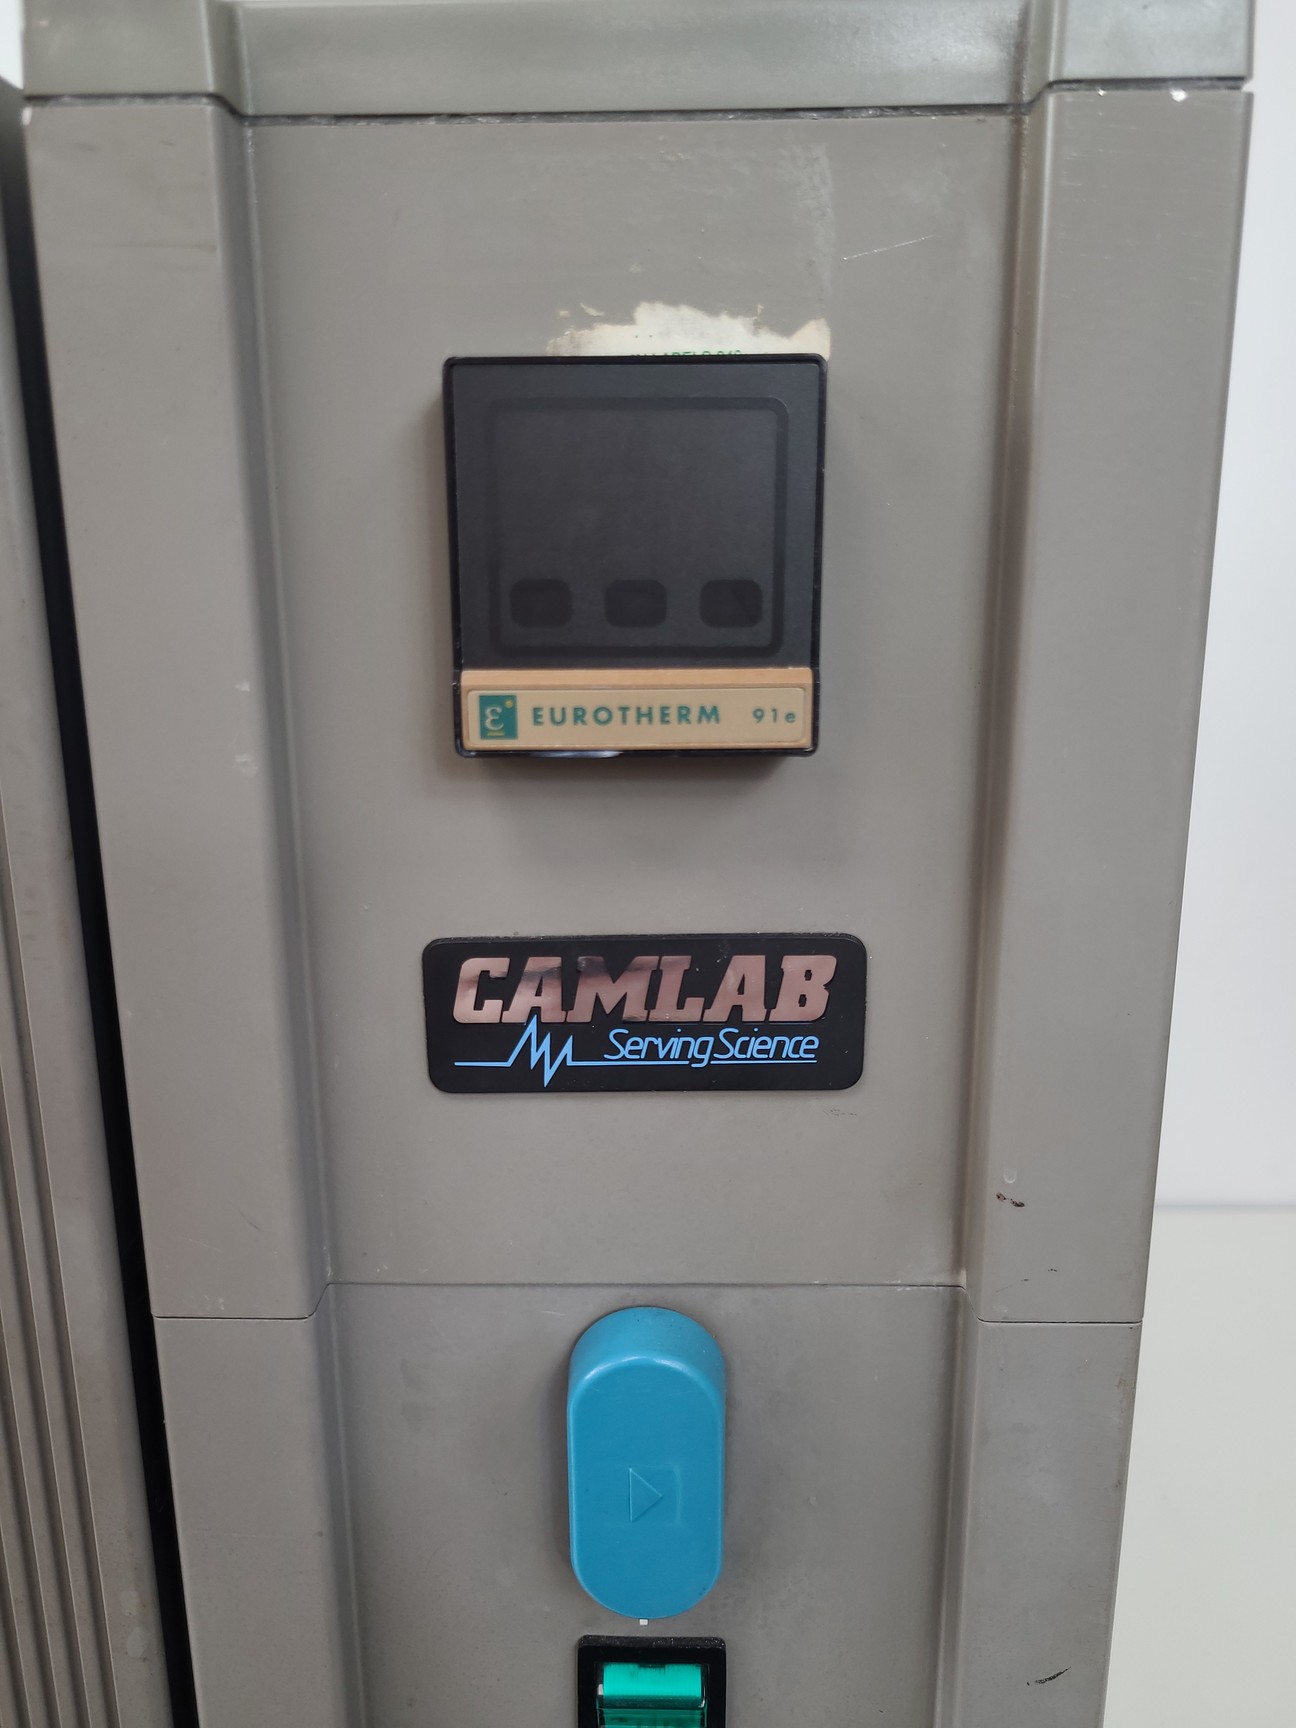 ε EUROTHERM 91e
CAMLAB
Serving Science